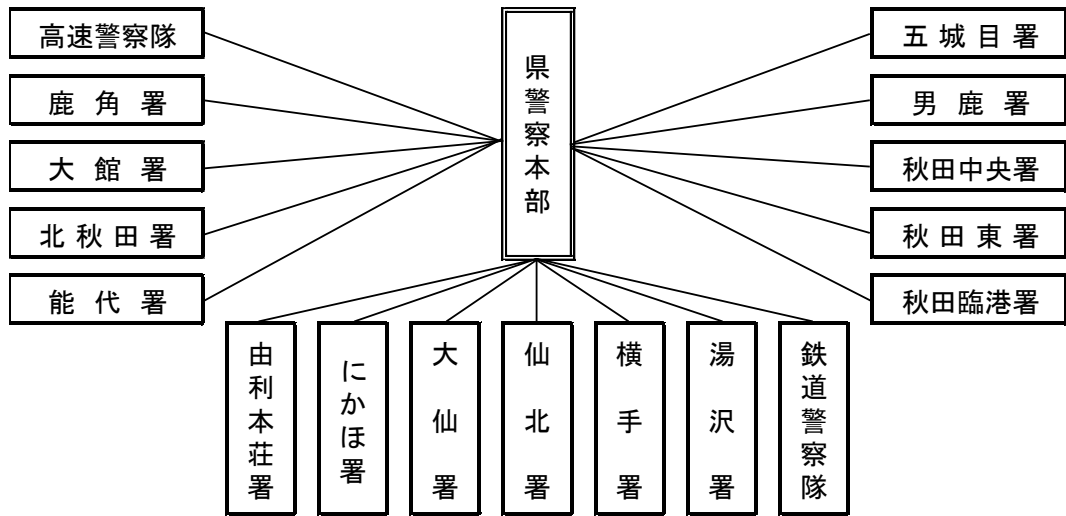 高速警察隊
鹿角署
大館署
北秋田署
能代署
県警察本部
五城目署
男鹿署
秋田中央署
秋田東署
秋田臨港署
由利本荘署
にかほ署
大仙署
仙北署
横手署
湯沢署
鉄道警察隊